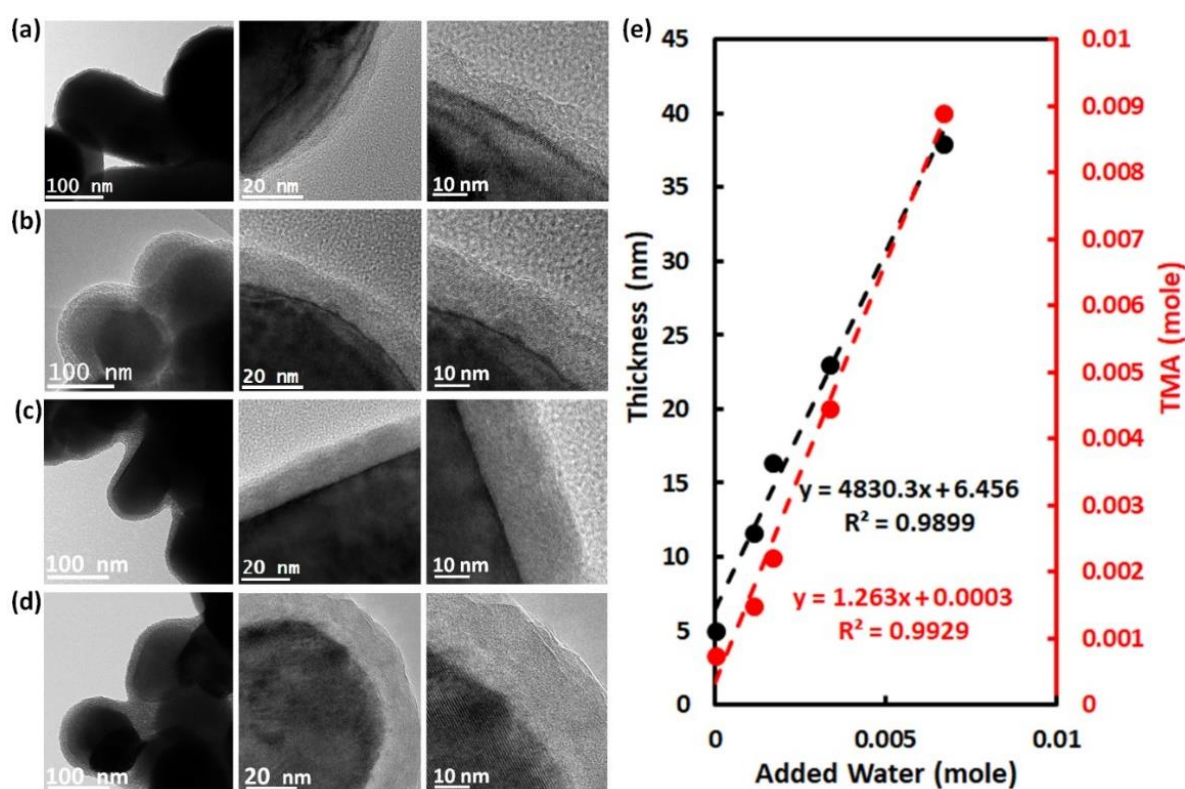 (a)
100 nm
20 nm
10 nm
(b)
100 nm
20 nm
10 nm
(c)
100 nm
20 nm
10 nm
(d)
100 nm
20 nm
10 nm
(e)
45
40
35
30
25
20
15
10
5
0
Thickness (nm)
0.01
0.009
0.008
0.007
0.006
0.005
0.004
0.003
0.002
0.001
0
TMA (mole)
y = 4830.3x + 6.456
R² = 0.9899
y = 1.263x + 0.0003
R² = 0.9929
0 0.005 0.01
Added Water (mole)